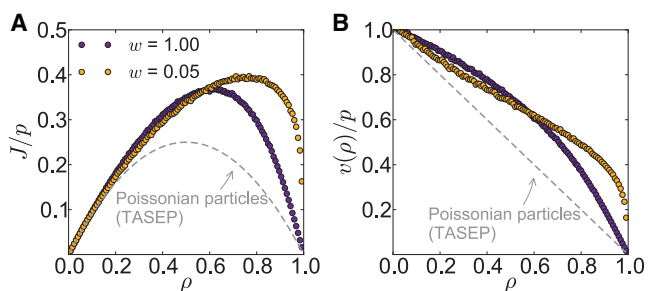 A
0.5
0.4
0.3
0.2
0.1
J/p
w = 1.00
w = 0.05
Poissonian particles
(TASEP)
0.0 0.2 0.4 0.6 0.8 1.0
ρ
B
1.0
0.8
0.6
0.4
0.2
v(ρ)/p
Poissonian particles
(TASEP)
0.0 0.2 0.4 0.6 0.8 1.0
ρ